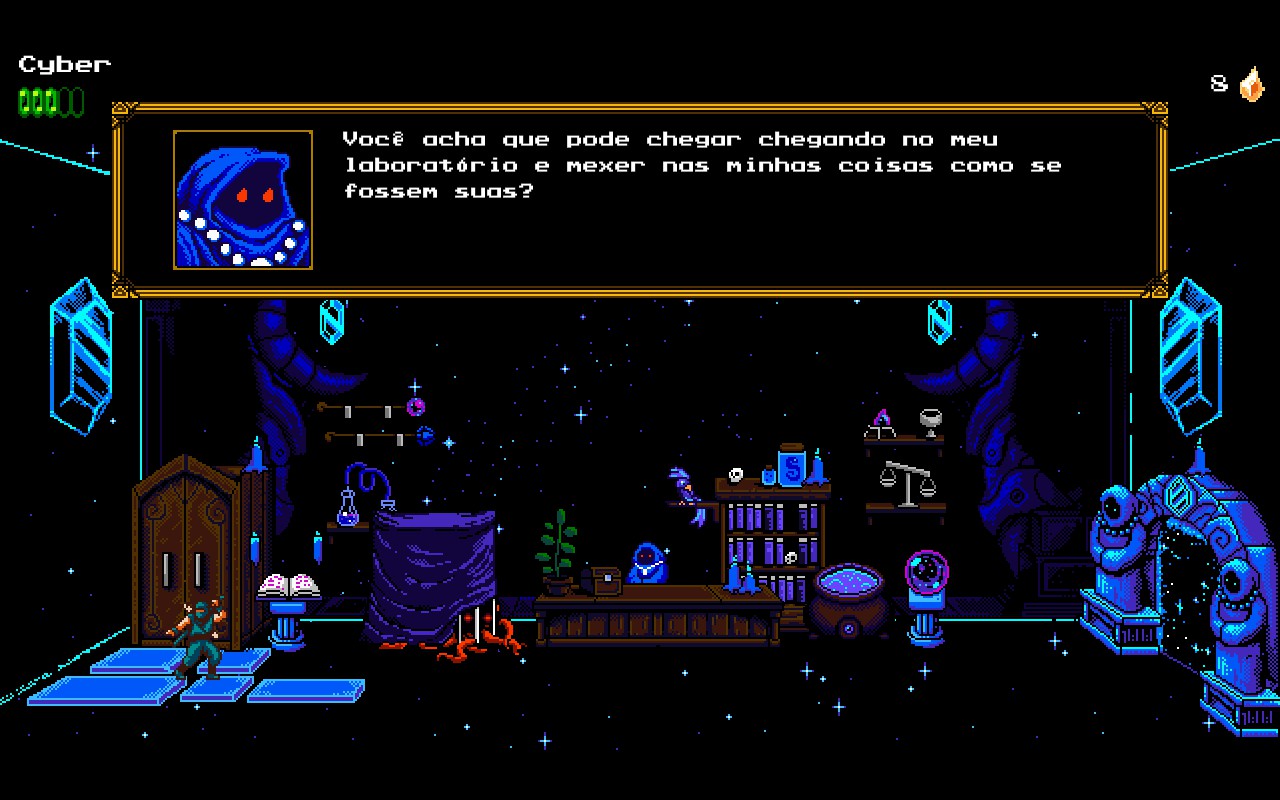 Cyber
8
Você acha que pode chegar chegando no meu
laboratório e mexer nas minhas coisas como se
fossem suas?